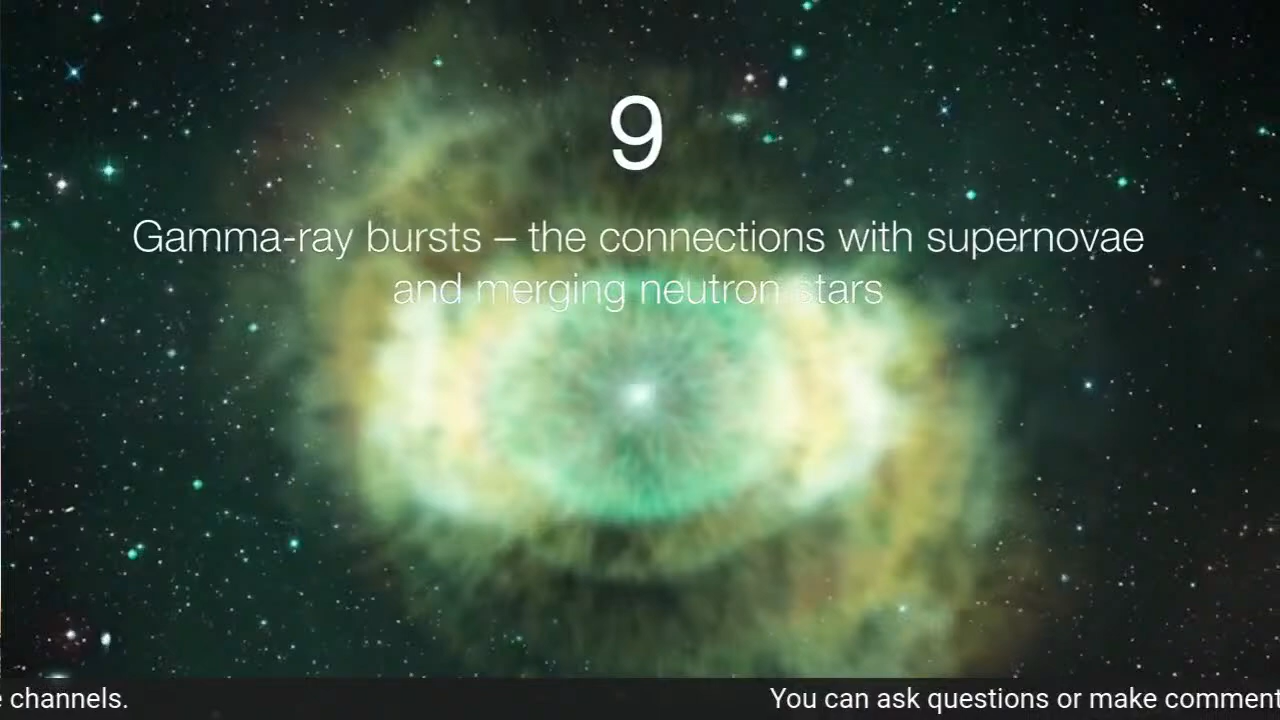 9
Gamma-ray bursts – the connections with supernovae
and merging neutron stars
channels.
You can ask questions or make comment